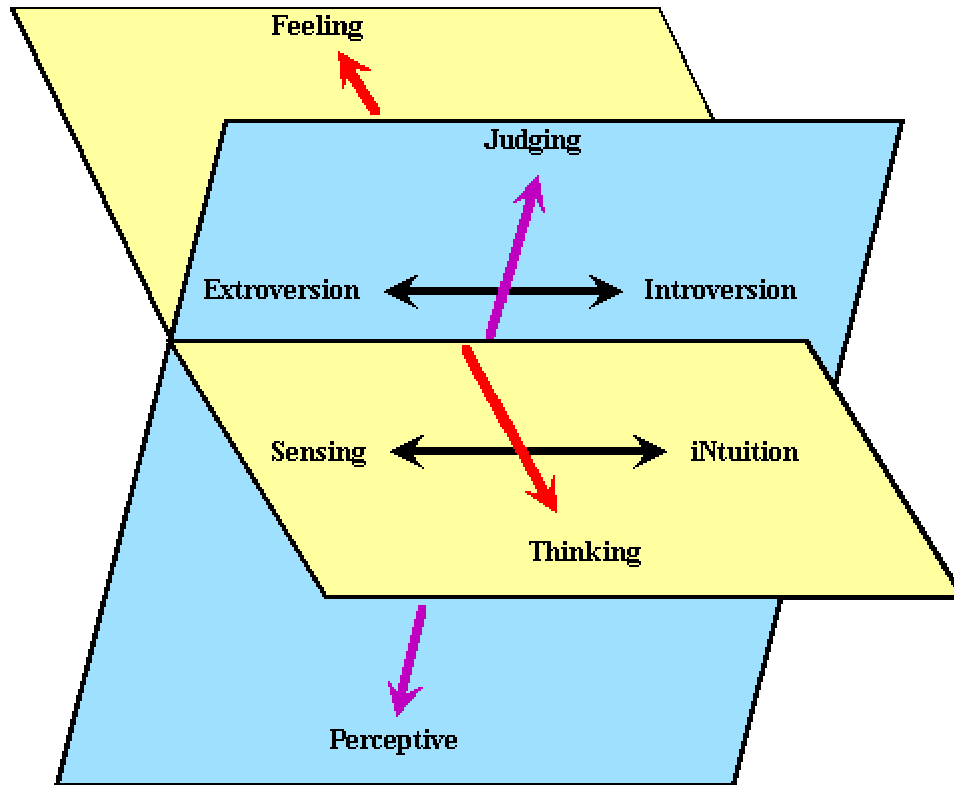 Feeling
Judging
Extroversion
Introversion
Sensing
iNtuition
Thinking
Perceptive